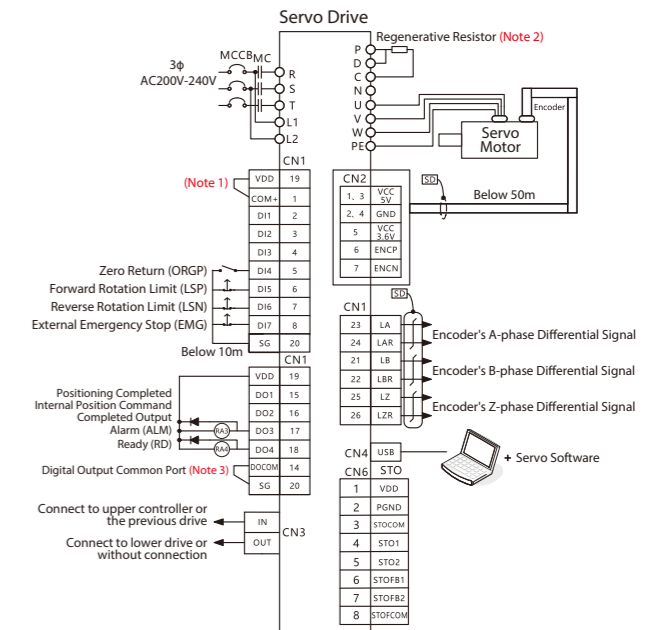 Servo Drive
Regenerative Resistor (Note 2)
MCCB
MC
3ϕ
AC200V-240V
R
S
T
L1
L2
P
D
C
N
U
V
W
PE
Encoder
Servo
Motor
CN1
(Note 1)
VDD 19
COM+ 1
DI1 2
DI2 3
DI3 4
Zero Return (ORGP) DI4 5
Forward Rotation Limit (LSP) DI5 6
Reverse Rotation Limit (LSN) DI6 7
External Emergency Stop (EMG) DI7 8
SG 20
Below 10m
CN2
SD
Below 50m
1, 3 VCC 5V
2, 4 GND
5 VCC 3.6V
6 ENCP
7 ENCN
CN1
SD
23 LA
24 LAR
Encoder's A-phase Differential Signal
21 LB
22 LBR
Encoder's B-phase Differential Signal
25 LZ
26 LZR
Encoder's Z-phase Differential Signal
CN1
VDD 19
Positioning Completed DO1 15
Internal Position Command
Completed Output DO2 16
Alarm (ALM) RA3 DO3 17
Ready (RD) RA4 DO4 18
Digital Output Common Port (Note 3) DOCOM 14
SG 20
CN4 USB
+ Servo Software
CN6 STO
1 VDD
2 PGND
3 STOCOM
4 STO1
5 STO2
6 STOFB1
7 STOFB2
8 STOFCOM
Connect to upper controller or
the previous drive
IN
CN3
Connect to lower drive or
without connection
OUT